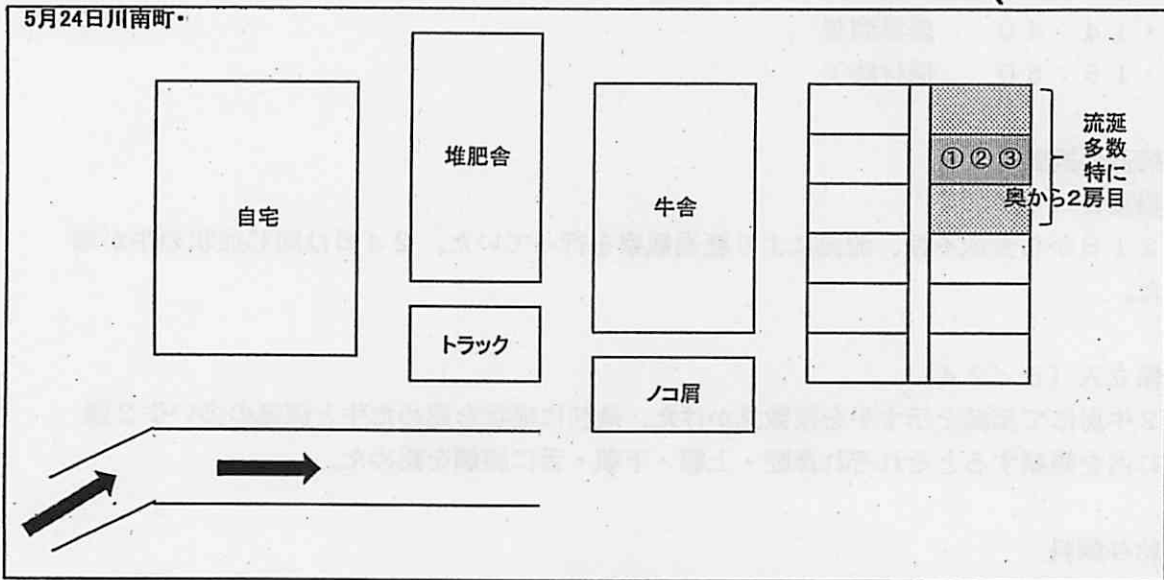 5月24日川南町・
自宅
堆肥舎
トラック
牛舎
ノコ屑
①②③
流涎
多数
特に
奥から2房目